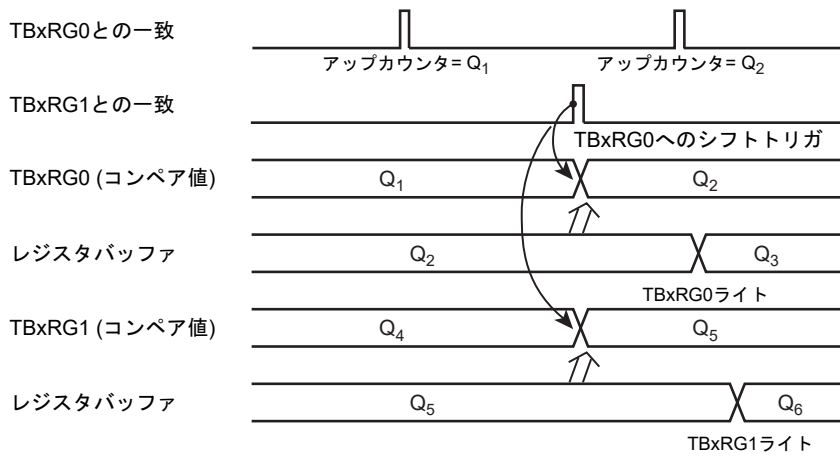 TBxRG0との一致
アップカウンタ= Q1 アップカウンタ= Q2
TBxRG1との一致
TBxRG0へのシフトトリガ
TBxRG0 (コンペア値) Q1 Q2
レジスタバッファ Q2 Q3
TBxRG0ライト
TBxRG1 (コンペア値) Q4 Q5
レジスタバッファ Q5 Q6
TBxRG1ライト